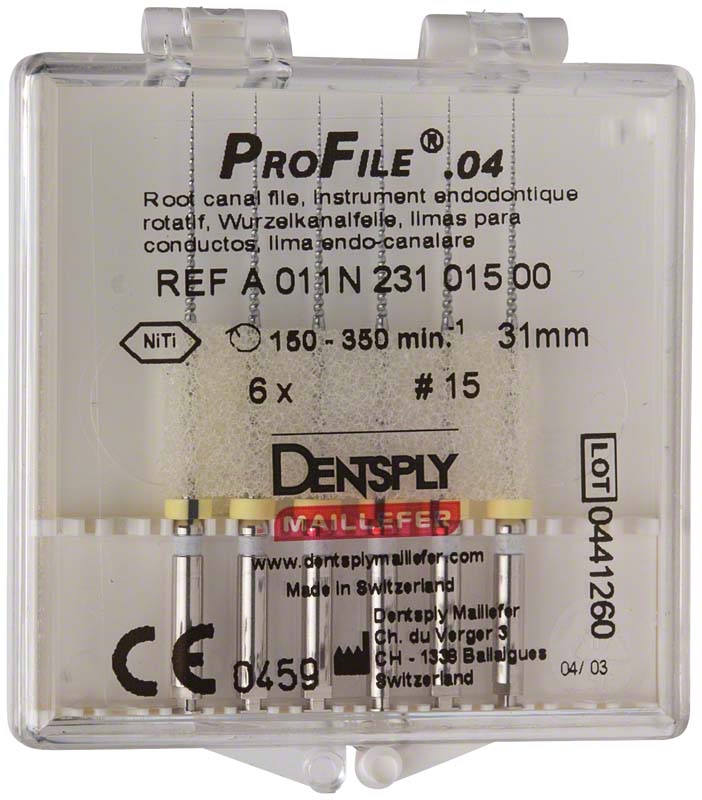 PROFILE®.04
Root canal file, instrument endodontique
rotatif, Wurzelkanalfeile, limas para
conductos, lima endo-canalare
REF A 011N 231 015 00
NiTi 150 - 350 min.-1 31mm
6 x # 15
DENTSPLY
MAILLEFER
www.dentsplymaillefer.com
Made in Switzerland
Dentsply Maillefer
Ch. du Verger 3
CH - 1338 Ballaigues
Switzerland
CE 0459
LOT 0441260
04/ 03